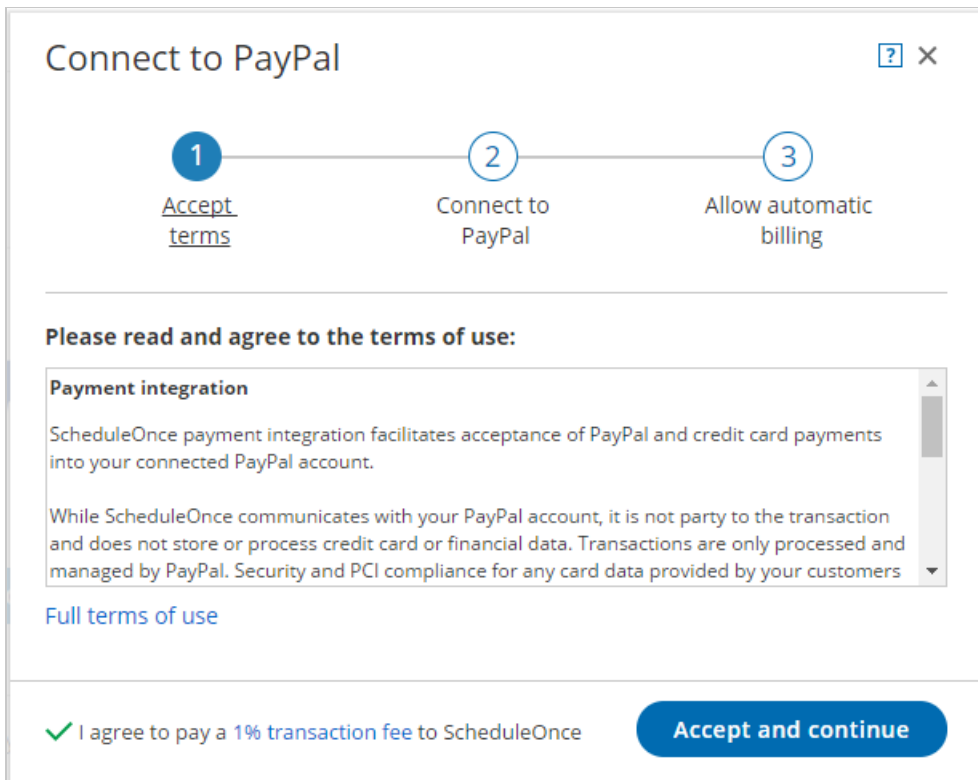 Connect to PayPal
?
1
2
3
Accept
terms
Connect to
PayPal
Allow automatic
billing
Please read and agree to the terms of use:
Payment integration
ScheduleOnce payment integration facilitates acceptance of PayPal and credit card payments
into your connected PayPal account.
While ScheduleOnce communicates with your PayPal account, it is not party to the transaction
and does not store or process credit card or financial data. Transactions are only processed and
managed by PayPal. Security and PCI compliance for any card data provided by your customers
Full terms of use
I agree to pay a 1% transaction fee to ScheduleOnce
Accept and continue